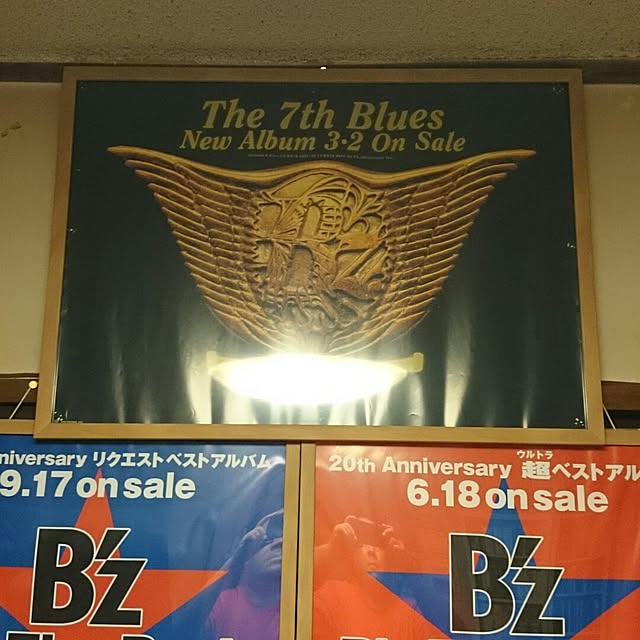 The 7th Blues
New Album 3·2 On Sale
niversary リクエストベストアルバム
9.17 on sale
B'z
ウルトラ
20th Anniversary 超ベストアル
6.18 on sale
B'z